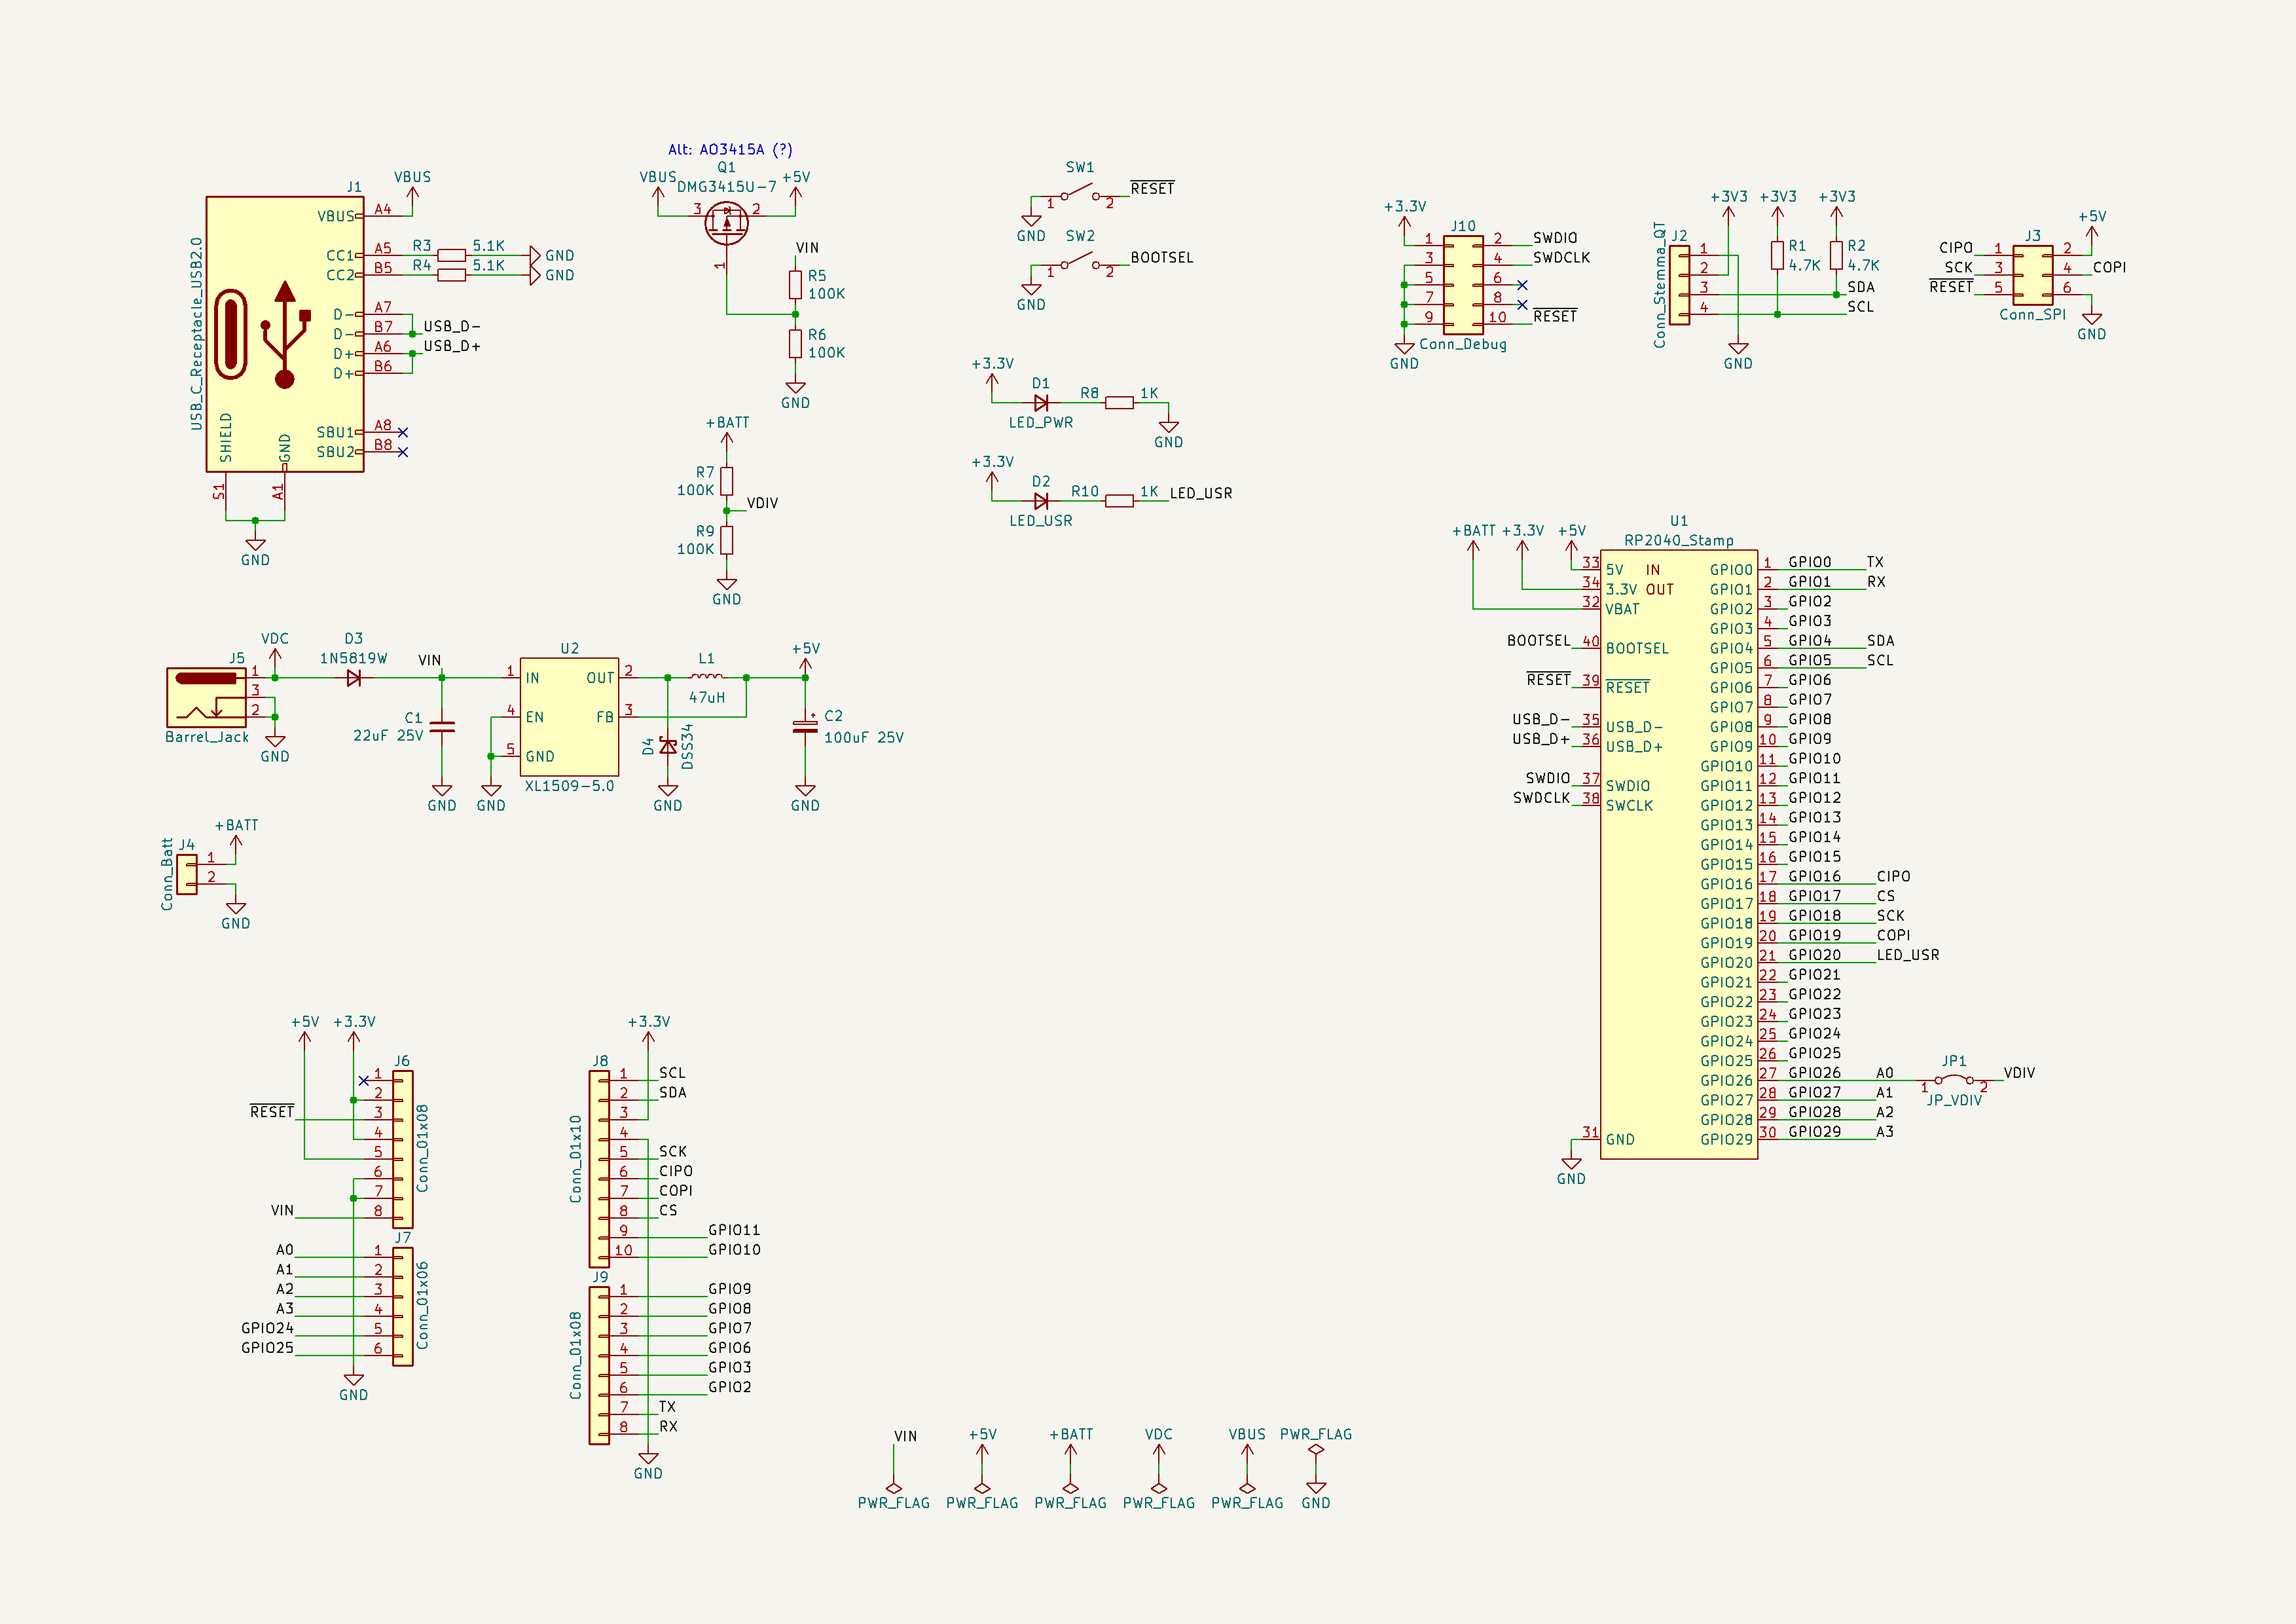 Alt: AO3415A (?)
Q1
DMG3415U-7
VBUS
+5V
3
2
1
VIN
R5
100K
R6
100K
GND
J1
USB_C_Receptacle_USB2.0
VBUS
VBUS
A4
CC1
A5
R3
5.1K
GND
CC2
B5
R4
5.1K
GND
D-
A7
D-
B7
USB_D-
D+
A6
USB_D+
D+
B6
SBU1
A8
SBU2
B8
SHIELD
GND
S1
A1
GND
+BATT
R7
100K
VDIV
R9
100K
GND
SW1
1
2
RESET
GND
SW2
1
2
BOOTSEL
GND
+3.3V
D1
LED_PWR
R8
1K
GND
+3.3V
D2
LED_USR
R10
1K
LED_USR
+3.3V
J10
1
2
SWDIO
3
4
SWDCLK
5
6
7
8
9
10
RESET
GND
Conn_Debug
+3V3
+3V3
+3V3
J2
Conn_Stemma_QT
1
2
3
4
R1
4.7K
R2
4.7K
SDA
SCL
GND
+5V
J3
CIPO
1
2
SCK
3
4
COPI
RESET
5
6
Conn_SPI
GND
VDC
J5
1
3
2
Barrel_Jack
GND
D3
1N5819W
VIN
C1
22uF 25V
GND
U2
1
IN
OUT
2
4
EN
FB
3
5
GND
XL1509-5.0
GND
L1
47uH
D4
DSS34
GND
+5V
C2
100uF 25V
GND
+BATT
J4
Conn_Batt
1
2
GND
U1
RP2040_Stamp
+BATT
+3.3V
+5V
33
5V
IN
34
3.3V
OUT
32
VBAT
BOOTSEL
40
BOOTSEL
RESET
39
RESET
USB_D-
35
USB_D-
USB_D+
36
USB_D+
SWDIO
37
SWDIO
SWDCLK
38
SWCLK
31
GND
GND
GPIO0
1
GPIO0
TX
GPIO1
2
GPIO1
RX
GPIO2
3
GPIO2
GPIO3
4
GPIO3
GPIO4
5
GPIO4
SDA
GPIO5
6
GPIO5
SCL
GPIO6
7
GPIO6
GPIO7
8
GPIO7
GPIO8
9
GPIO8
GPIO9
10
GPIO9
GPIO10
11
GPIO10
GPIO11
12
GPIO11
GPIO12
13
GPIO12
GPIO13
14
GPIO13
GPIO14
15
GPIO14
GPIO15
16
GPIO15
GPIO16
17
GPIO16
CIPO
GPIO17
18
GPIO17
CS
GPIO18
19
GPIO18
SCK
GPIO19
20
GPIO19
COPI
GPIO20
21
GPIO20
LED_USR
GPIO21
22
GPIO21
GPIO22
23
GPIO22
GPIO23
24
GPIO23
GPIO24
25
GPIO24
GPIO25
26
GPIO25
GPIO26
27
GPIO26
A0
GPIO27
28
GPIO27
A1
GPIO28
29
GPIO28
A2
GPIO29
30
GPIO29
A3
JP1
1
2
VDIV
JP_VDIV
+5V
+3.3V
J6
Conn_01x08
1
2
RESET
3
4
5
6
7
VIN
8
J7
Conn_01x06
A0
1
A1
2
A2
3
A3
4
GPIO24
5
GPIO25
6
GND
+3.3V
J8
Conn_01x10
1
SCL
2
SDA
3
4
5
SCK
6
CIPO
7
COPI
8
CS
9
GPIO11
10
GPIO10
J9
Conn_01x08
1
GPIO9
2
GPIO8
3
GPIO7
4
GPIO6
5
GPIO3
6
GPIO2
7
TX
8
RX
GND
VIN
+5V
+BATT
VDC
VBUS
PWR_FLAG
PWR_FLAG
PWR_FLAG
PWR_FLAG
PWR_FLAG
PWR_FLAG
GND